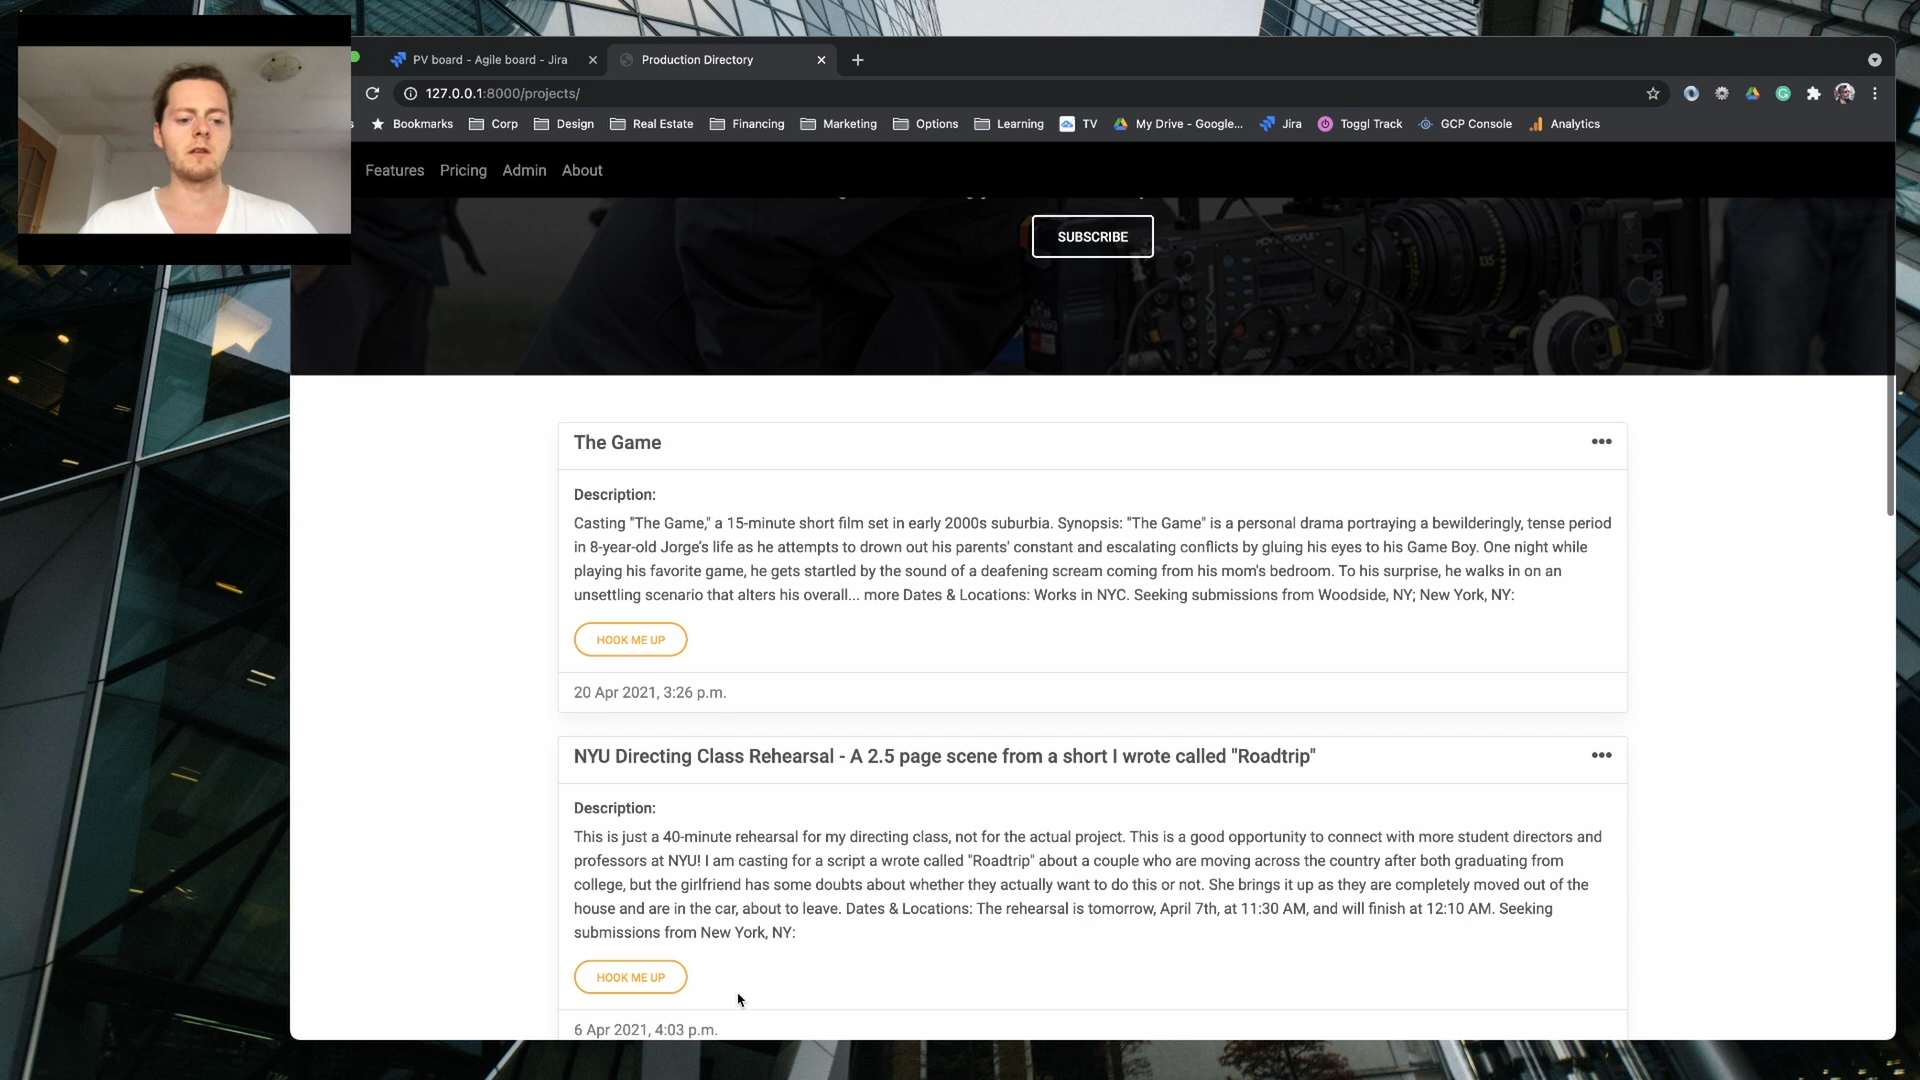 PV board - Agile board - Jira
Production Directory
127.0.0.1:8000/projects/
Bookmarks Corp Design Real Estate Financing Marketing Options Learning TV My Drive - Google... Jira Toggl Track GCP Console Analytics
Features Pricing Admin About
SUBSCRIBE
The Game
Description:
Casting "The Game," a 15-minute short film set in early 2000s suburbia. Synopsis: "The Game" is a personal drama portraying a bewilderingly, tense period
in 8-year-old Jorge's life as he attempts to drown out his parents' constant and escalating conflicts by gluing his eyes to his Game Boy. One night while
playing his favorite game, he gets startled by the sound of a deafening scream coming from his mom's bedroom. To his surprise, he walks in on an
unsettling scenario that alters his overall... more Dates & Locations: Works in NYC. Seeking submissions from Woodside, NY; New York, NY:
HOOK ME UP
20 Apr 2021, 3:26 p.m.
NYU Directing Class Rehearsal - A 2.5 page scene from a short I wrote called "Roadtrip"
Description:
This is just a 40-minute rehearsal for my directing class, not for the actual project. This is a good opportunity to connect with more student directors and
professors at NYU! I am casting for a script a wrote called "Roadtrip" about a couple who are moving across the country after both graduating from
college, but the girlfriend has some doubts about whether they actually want to do this or not. She brings it up as they are completely moved out of the
house and are in the car, about to leave. Dates & Locations: The rehearsal is tomorrow, April 7th, at 11:30 AM, and will finish at 12:10 AM. Seeking
submissions from New York, NY:
HOOK ME UP
6 Apr 2021, 4:03 p.m.